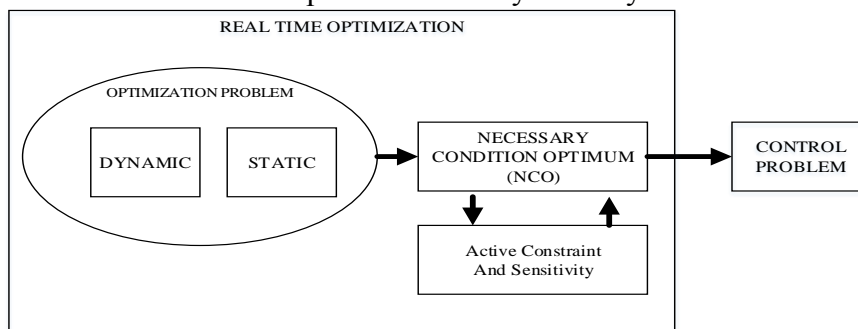 REAL TIME OPTIMIZATION
OPTIMIZATION PROBLEM
DYNAMIC
STATIC
NECESSARY
CONDITION OPTIMUM
(NCO)
CONTROL
PROBLEM
Active Constraint
And Sensitivity